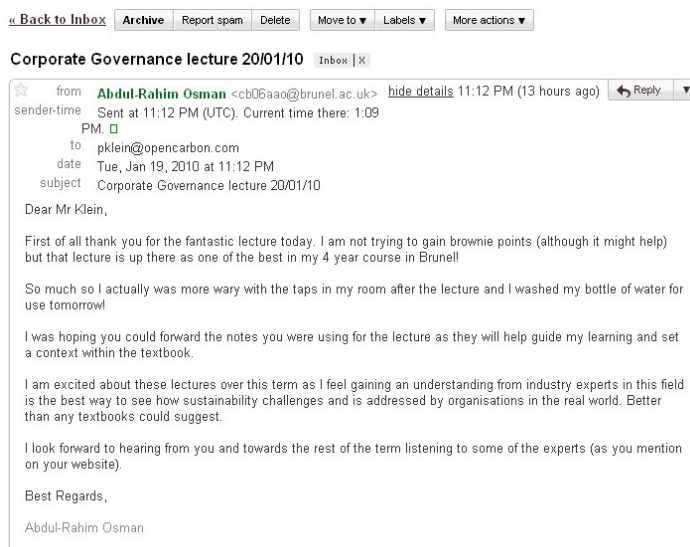 « Back to Inbox Archive Report spam Delete Move to ▼ Labels ▼ More actions ▼
Corporate Governance lecture 20/01/10 Inbox | X
from Abdul-Rahim Osman <cb06aao@brunel.ac.uk> hide details 11:12 PM (13 hours ago) Reply ▼
sender-time Sent at 11:12 PM (UTC). Current time there: 1:09
PM.
to pklein@opencarbon.com
date Tue, Jan 19, 2010 at 11:12 PM
subject Corporate Governance lecture 20/01/10
Dear Mr Klein,
First of all thank you for the fantastic lecture today. I am not trying to gain brownie points (although it might help)
but that lecture is up there as one of the best in my 4 year course in Brunel!
So much so I actually was more wary with the taps in my room after the lecture and I washed my bottle of water for
use tomorrow!
I was hoping you could forward the notes you were using for the lecture as they will help guide my learning and set
a context within the textbook.
I am excited about these lectures over this term as I feel gaining an understanding from industry experts in this field
is the best way to see how sustainability challenges and is addressed by organisations in the real world. Better
than any textbooks could suggest.
I look forward to hearing from you and towards the rest of the term listening to some of the experts (as you mention
on your website).
Best Regards,
Abdul-Rahim Osman